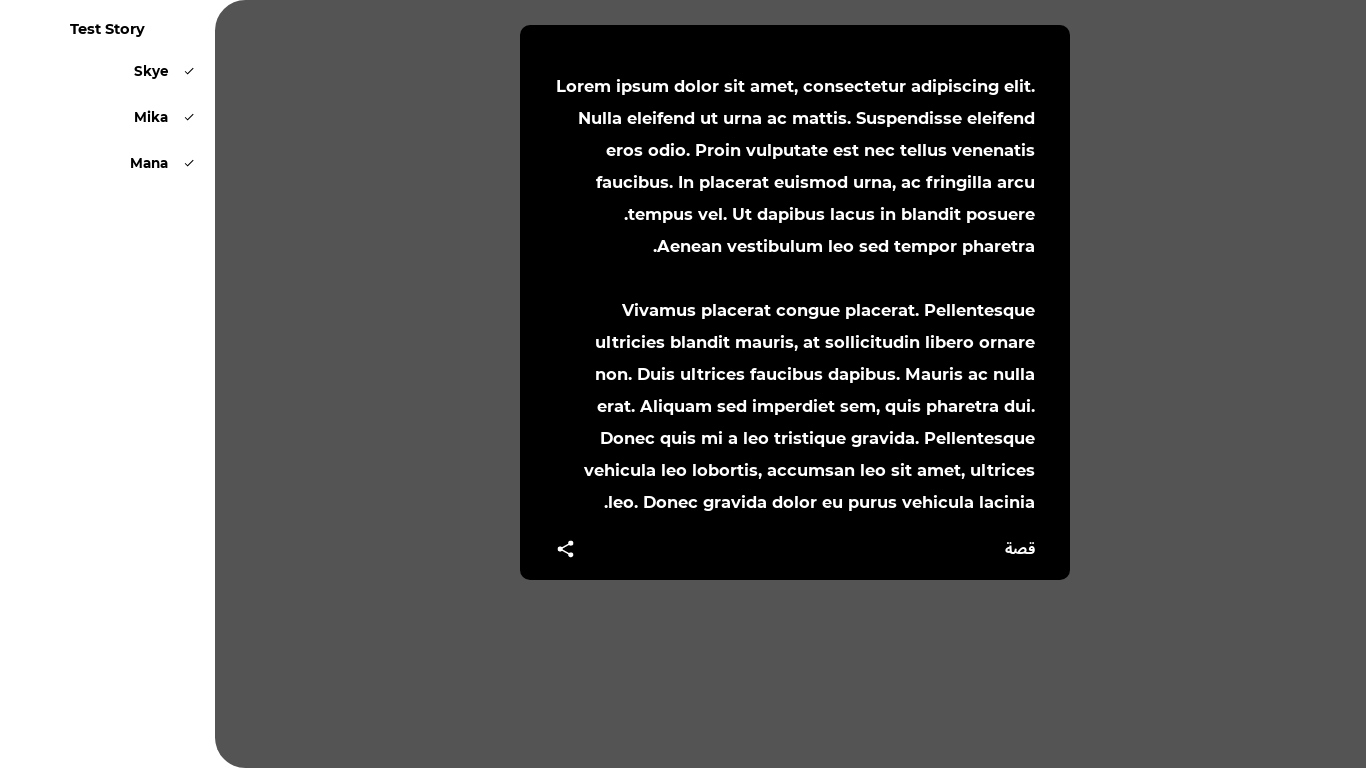 Test Story
Skye
Mika
Mana
Lorem ipsum dolor sit amet, consectetur adipiscing elit.
Nulla eleifend ut urna ac mattis. Suspendisse eleifend
eros odio. Proin vulputate est nec tellus venenatis
faucibus. In placerat euismod urna, ac fringilla arcu
.tempus vel. Ut dapibus lacus in blandit posuere
.Aenean vestibulum leo sed tempor pharetra
Vivamus placerat congue placerat. Pellentesque
ultricies blandit mauris, at sollicitudin libero ornare
non. Duis ultrices faucibus dapibus. Mauris ac nulla
erat. Aliquam sed imperdiet sem, quis pharetra dui.
Donec quis mi a leo tristique gravida. Pellentesque
vehicula leo lobortis, accumsan leo sit amet, ultrices
.leo. Donec gravida dolor eu purus vehicula lacinia
قصة